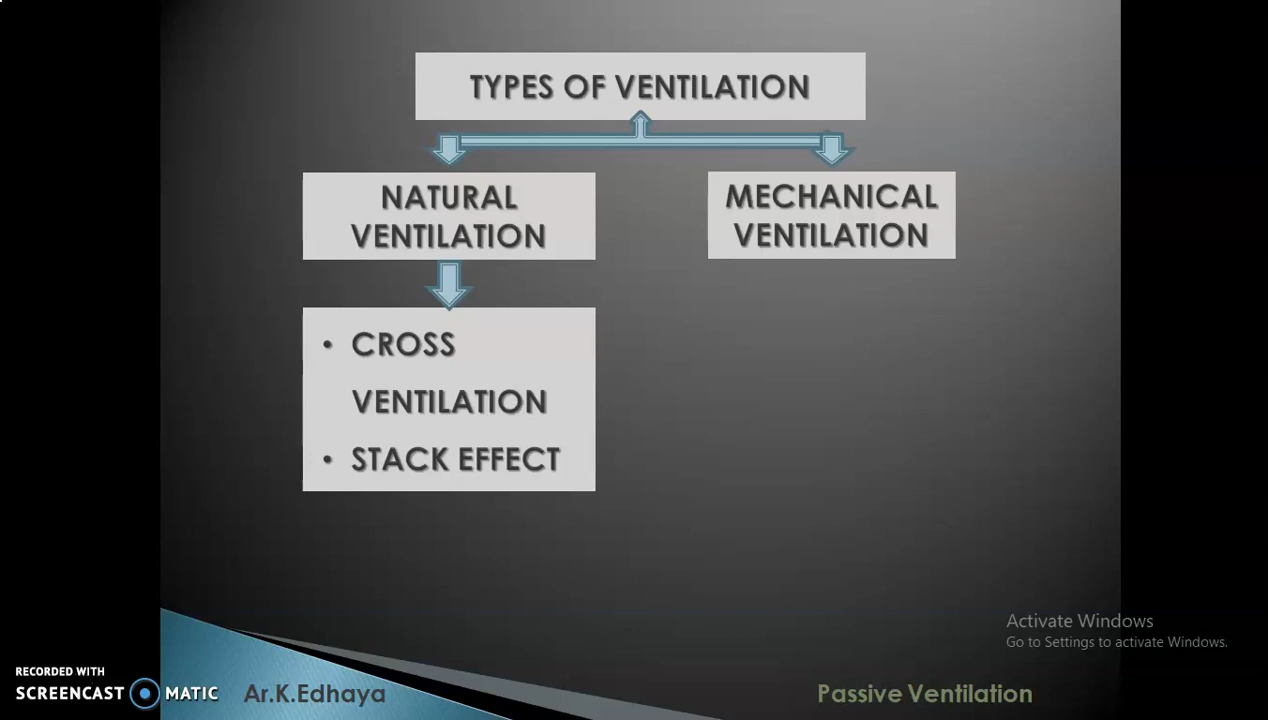 TYPES OF VENTILATION
NATURAL
VENTILATION
MECHANICAL
VENTILATION
• CROSS
VENTILATION
• STACK EFFECT
Activate Windows
Go to Settings to activate Windows.
RECORDED WITH
SCREENCAST MATIC
Ar.K.Edhaya
Passive Ventilation